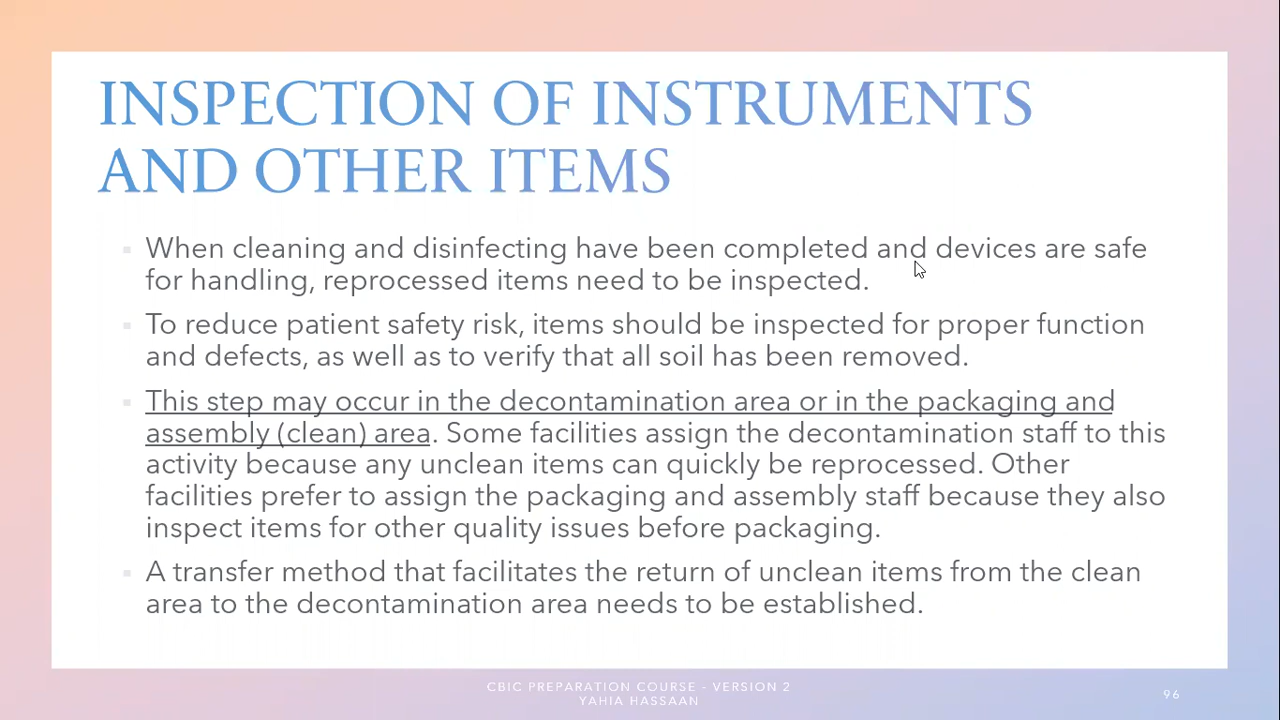 INSPECTION OF INSTRUMENTS
AND OTHER ITEMS
When cleaning and disinfecting have been completed and devices are safe
for handling, reprocessed items need to be inspected.
To reduce patient safety risk, items should be inspected for proper function
and defects, as well as to verify that all soil has been removed.
This step may occur in the decontamination area or in the packaging and
assembly (clean) area. Some facilities assign the decontamination staff to this
activity because any unclean items can quickly be reprocessed. Other
facilities prefer to assign the packaging and assembly staff because they also
inspect items for other quality issues before packaging.
A transfer method that facilitates the return of unclean items from the clean
area to the decontamination area needs to be established.
CBIC PREPARATION COURSE - VERSION 2
YAHIA HASSAAN
96